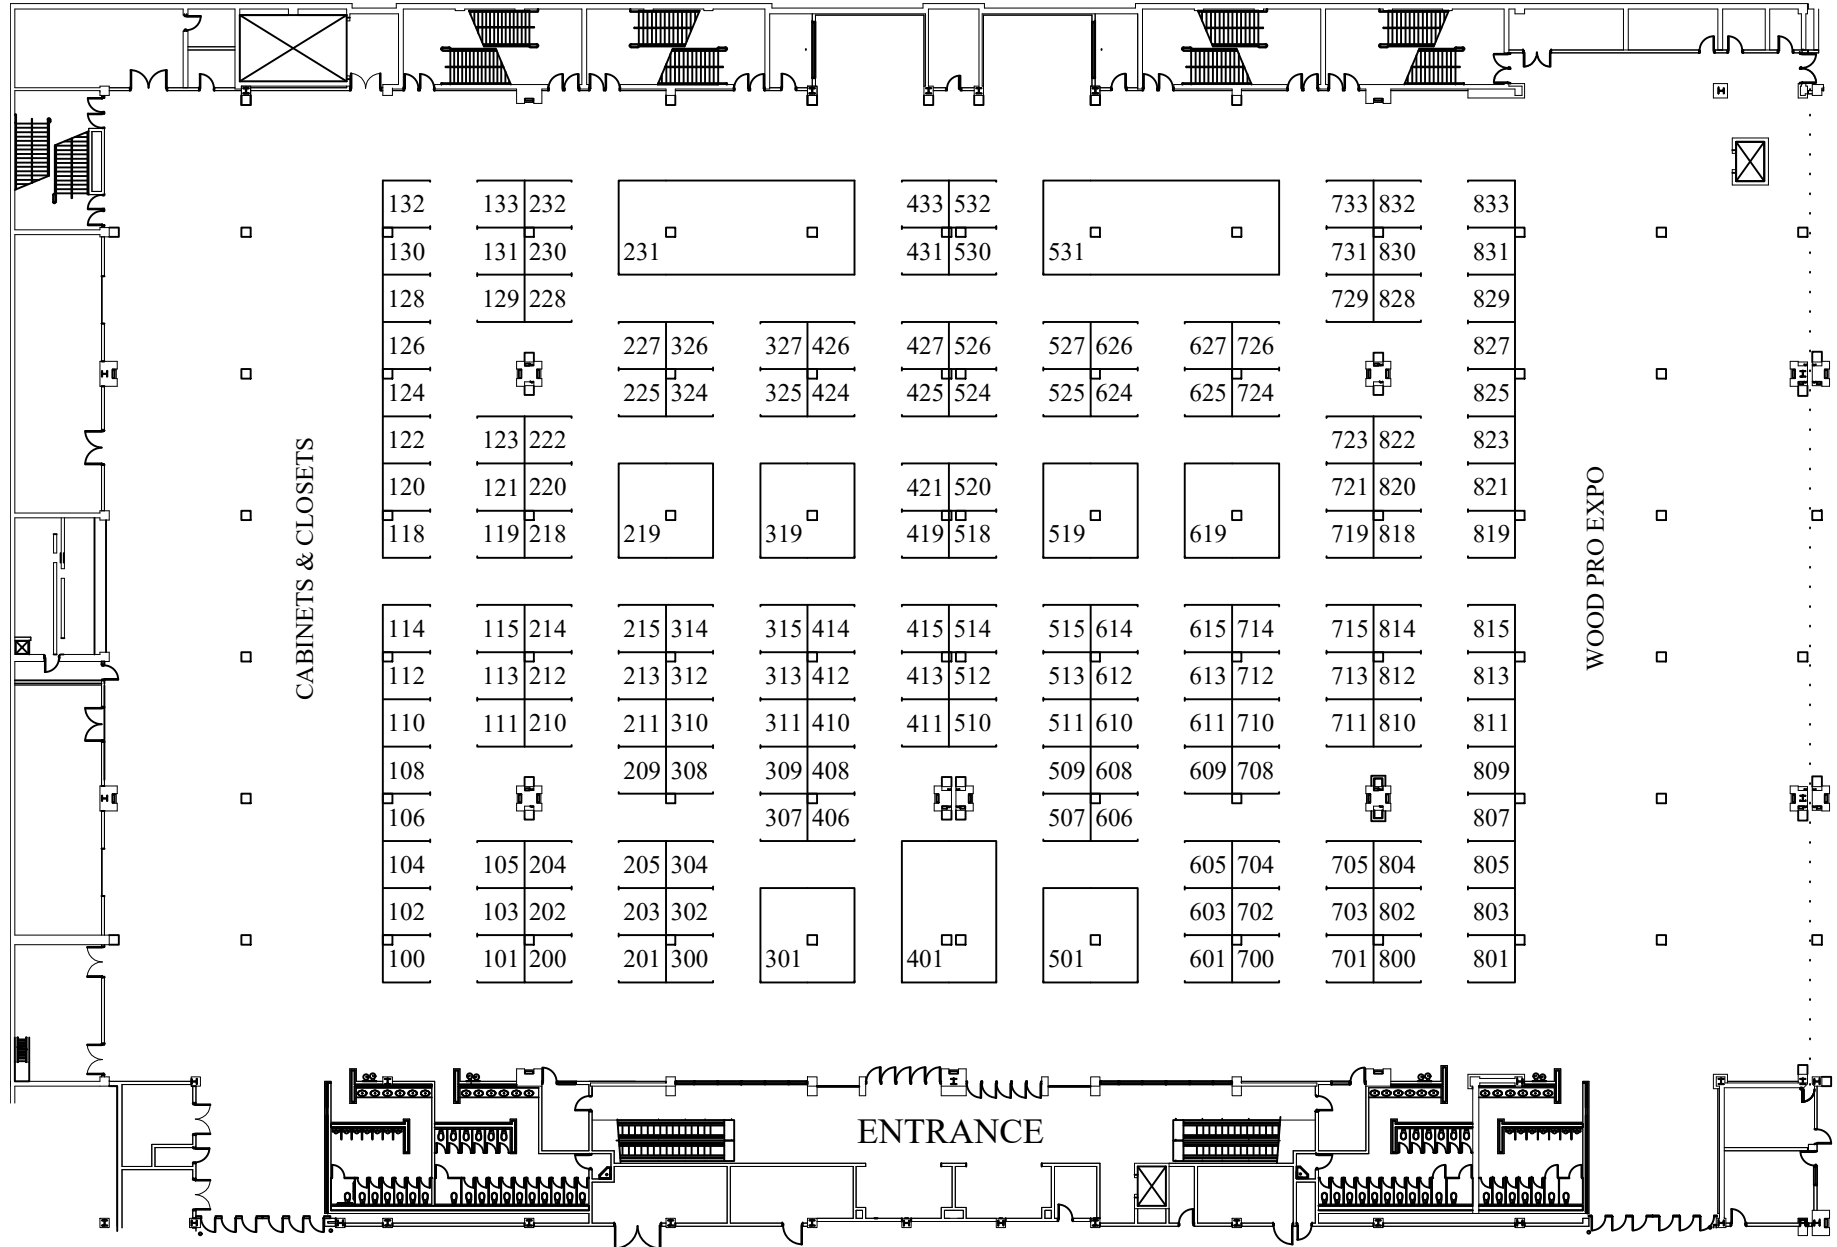 132 133 232 433 532 733 832 833
130 131 230 231 431 530 531 731 830 831
128 129 228 729 828 829
126 227 326 327 426 427 526 527 626 627 726 827
124 225 324 325 424 425 524 525 624 625 724 825
122 123 222 723 822 823
120 121 220 421 520 721 820 821
118 119 218 219 319 419 518 519 619 719 818 819
CABINETS & CLOSETS
WOOD PRO EXPO
114 115 214 215 314 315 414 415 514 515 614 615 714 715 814 815
112 113 212 213 312 313 412 413 512 513 612 613 712 713 812 813
110 111 210 211 310 311 410 411 510 511 610 611 710 711 810 811
108 209 308 309 408 509 608 609 708 809
106 307 406 507 606 807
104 105 204 205 304 605 704 705 804 805
102 103 202 203 302 603 702 703 802 803
100 101 200 201 300 301 401 501 601 700 701 800 801
ENTRANCE